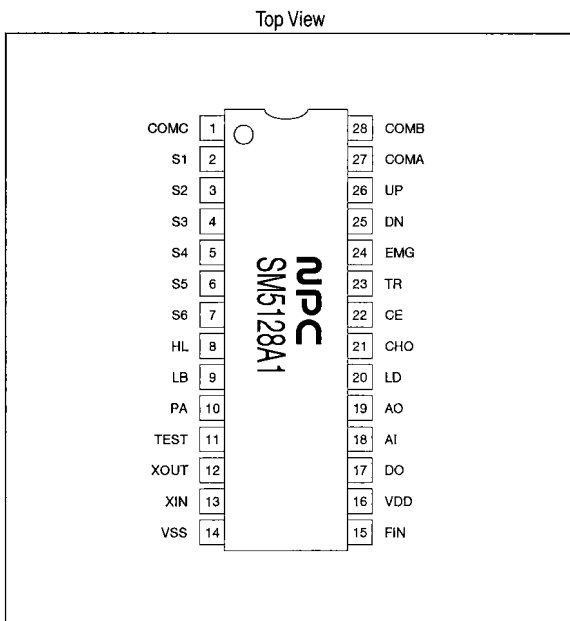 Top View
COMC 1 28 COMB
S1 2 27 COMA
S2 3 26 UP
S3 4 25 DN
S4 5 24 EMG
S5 6 23 TR
S6 7 22 CE
HL 8 21 CHO
LB 9 20 LD
PA 10 19 AO
TEST 11 18 AI
XOUT 12 17 DO
XIN 13 16 VDD
VSS 14 15 FIN
NPC
SM5128A1